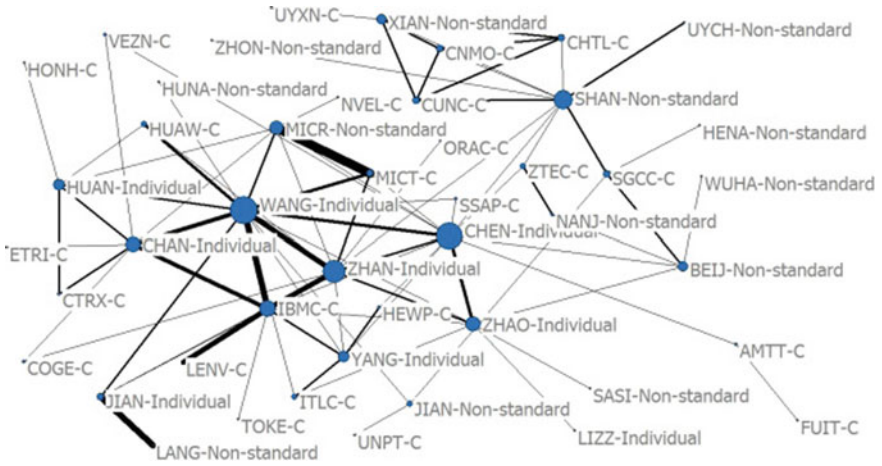 UYXN-C
XIAN-Non-standard
VEZN-C
ZHON-Non-standard
CNMO-C
CHTL-C
UYCH-Non-standard
HONH-C
HUNA-Non-standard
NVEL-C
CUNC-C
SHAN-Non-standard
HUAW-C
MICR-Non-standard
ORAC-C
HENA-Non-standard
ZTEC-C
SGCC-C
MICT-C
WUHA-Non-standard
HUAN-Individual
WANG-Individual
SSAP-C
NANJ-Non-standard
CHEN-Individual
ETRI-C
CHAN-Individual
ZHAN-Individual
BEIJ-Non-standard
CTRX-C
IBMC-C
HEWP-C
ZHAO-Individual
COGE-C
LENV-C
YANG-Individual
AMTT-C
JIAN-Individual
ITLC-C
JIAN-Non-standard
SASI-Non-standard
TOKE-C
FUIT-C
LANG-Non-standard
UNPT-C
LIZZ-Individual